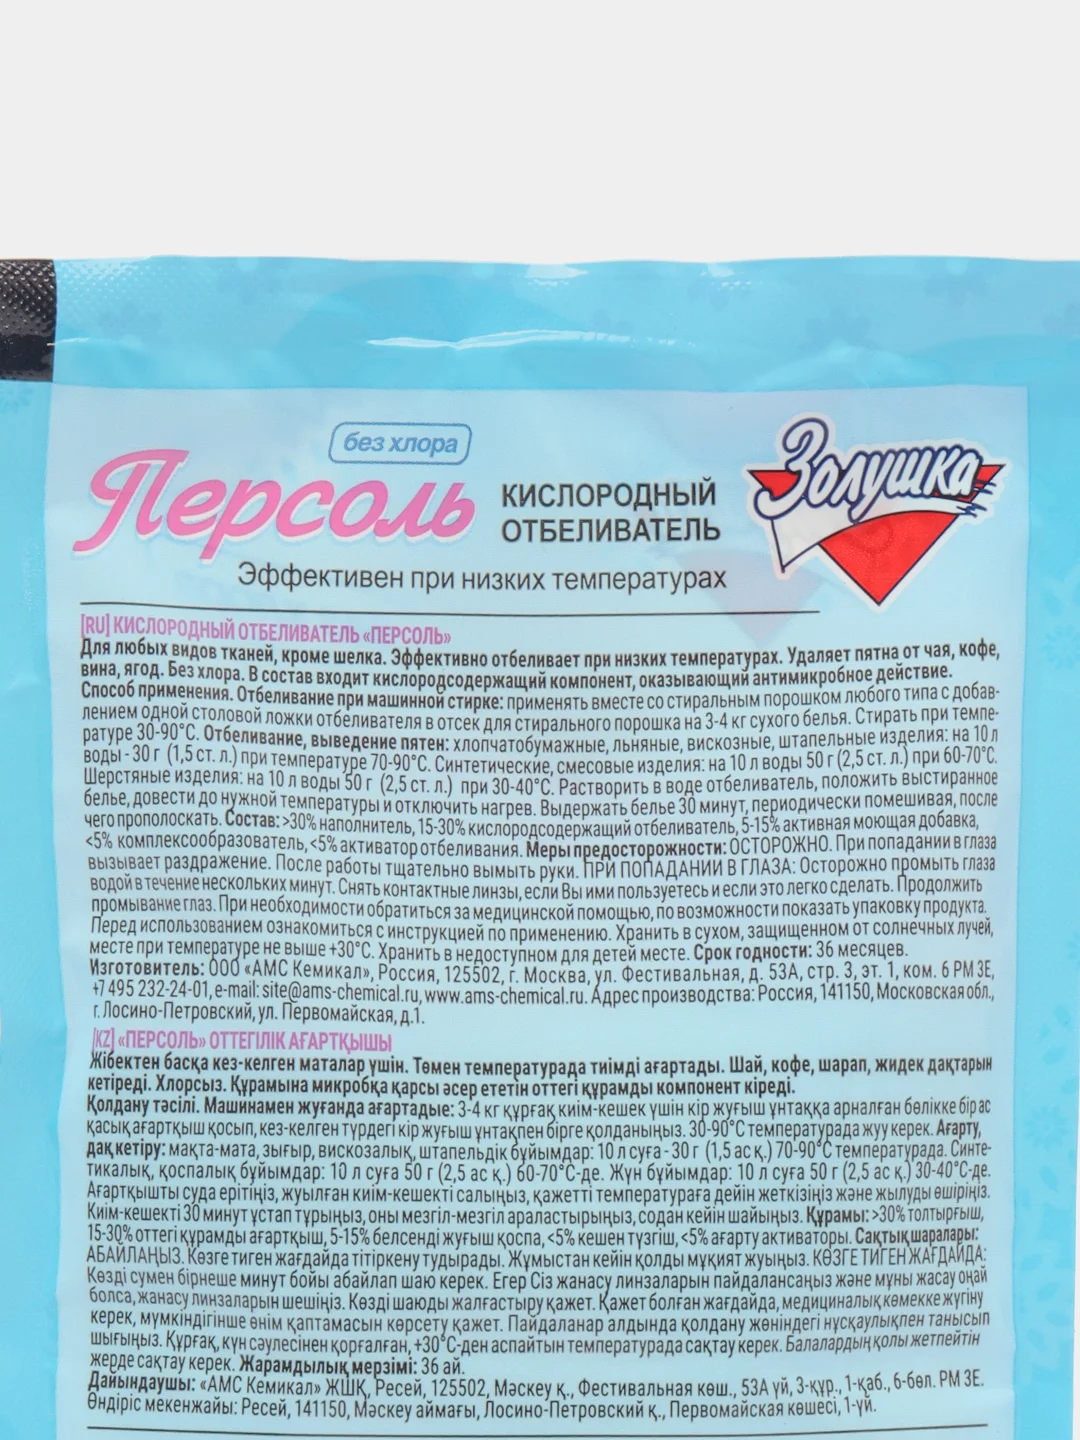 без хлора
Персоль
КИСЛОРОДНЫЙ
ОТБЕЛИВАТЕЛЬ
Золушка
Эффективен при низких температурах
[RU] КИСЛОРОДНЫЙ ОТБЕЛИВАТЕЛЬ «ПЕРСОЛЬ»
Для любых видов тканей, кроме шелка. Эффективно отбеливает при низких температурах. Удаляет пятна от чая, кофе,
вина, ягод. Без хлора. В состав входит кислородсодержащий компонент, оказывающий антимикробное действие.
Способ применения. Отбеливание при машинной стирке: применять вместе со стиральным порошком любого типа с добав-
лением одной столовой ложки отбеливателя в отсек для стирального порошка на 3-4 кг сухого белья. Стирать при темпе-
ратуре 30-90°С. Отбеливание, выведение пятен: хлопчатобумажные, льняные, вискозные, штапельные изделия: на 10 л
воды - 30 г (1,5 ст. л.) при температуре 70-90°С. Синтетические, смесовые изделия: на 10 л воды 50 г (2,5 ст. л.) при 60-70°С.
Шерстяные изделия: на 10 л воды 50 г (2,5 ст. л.) при 30-40°С. Растворить в воде отбеливатель, положить выстиранное
белье, довести до нужной температуры и отключить нагрев. Выдержать белье 30 минут, периодически помешивая, после
чего прополоскать. Состав: >30% наполнитель, 15-30% кислородсодержащий отбеливатель, 5-15% активная моющая добавка,
<5% комплексообразователь, <5% активатор отбеливания. Меры предосторожности: ОСТОРОЖНО. При попадании в глаза
вызывает раздражение. После работы тщательно вымыть руки. ПРИ ПОПАДАНИИ В ГЛАЗА: Осторожно промыть глаза
водой в течение нескольких минут. Снять контактные линзы, если Вы ими пользуетесь и если это легко сделать. Продолжить
промывание глаз. При необходимости обратиться за медицинской помощью, по возможности показать упаковку продукта.
Перед использованием ознакомиться с инструкцией по применению. Хранить в сухом, защищенном от солнечных лучей,
месте при температуре не выше +30°С. Хранить в недоступном для детей месте. Срок годности: 36 месяцев.
Изготовитель: ООО «АМС Кемикал», Россия, 125502, г. Москва, ул. Фестивальная, д. 53А, стр. 3, эт. 1, ком. 6 РМ 3Е,
+7 495 232-24-01, e-mail: site@ams-chemical.ru, www.ams-chemical.ru. Адрес производства: Россия, 141150, Московская обл.,
г. Лосино-Петровский, ул. Первомайская, д.1.
[KZ] «ПЕРСОЛЬ» ОТТЕГІЛІК АҒАРТҚЫШЫ
Жібектен басқа кез-келген маталар үшін. Төмен температурада тиімді ағартады. Шай, кофе, шарап, жидек дақтарын
кетіреді. Хлорсыз. Құрамына микробқа қарсы әсер ететін оттегі құрамды компонент кіреді.
Қолдану тәсілі. Машинамен жуғанда ағартадые: 3-4 кг құрғақ киім-кешек үшін кір жуғыш ұнтаққа арналған бөлікке бір ас
қасық ағартқыш қосып, кез-келген түрдегі кір жуғыш ұнтақпен бірге қолданыңыз. 30-90°С температурада жуу керек. Ағарту,
дақ кетіру: мақта-мата, зығыр, вискозалық, штапельдік бұйымдар: 10 л суға - 30 г (1,5 ас қ.) 70-90°С температурада. Синте-
тикалық, қоспалық бұйымдар: 10 л суға 50 г (2,5 ас қ.) 60-70°С-де. Жүн бұйымдар: 10 л суға 50 г (2,5 ас қ.) 30-40°С-де.
Ағартқышты суда ерітіңіз, жуылған киім-кешекті салыңыз, қажетті температураға дейін жеткізіңіз және жылуды өшіріңіз.
Киім-кешекті 30 минут ұстап тұрыңыз, оны мезгіл-мезгіл араластырыңыз, содан кейін шайыңыз. Құрамы: >30% толтырғыш,
15-30% оттегі құрамды ағартқыш, 5-15% белсенді жуғыш қоспа, <5% кешен түзгіш, <5% ағарту активаторы. Сақтық шаралары:
АБАЙЛАҢЫЗ. Көзге тиген жағдайда тітіркену тудырады. Жұмыстан кейін қолды мұқият жуыңыз. КӨЗГЕ ТИГЕН ЖАҒДАЙДА:
Көзді сумен бірнеше минут бойы абайлап шаю керек. Егер Сіз жанасу линзаларын пайдалансаңыз және мұны жасау оңай
болса, жанасу линзаларын шешіңіз. Көзді шаюды жалғастыру қажет. Қажет болған жағдайда, медициналық көмекке жүгіну
керек, мүмкіндігінше өнім қаптамасын көрсету қажет. Пайдаланар алдында қолдану жөніндегі нұсқаулықпен танысып
шығыңыз. Құрғақ, күн сәулесінен қорғалған, +30°С-ден аспайтын температурада сақтау керек. Балалардың қолы жетпейтін
жерде сақтау керек. Жарамдылық мерзімі: 36 ай.
Дайындаушы: «АМС Кемикал» ЖШҚ, Ресей, 125502, Мәскеу қ., Фестивальная көш., 53А үй, 3-құр., 1-қаб., 6-бөл. РМ 3Е.
Өндіріс мекенжайы: Ресей, 141150, Мәскеу аймағы, Лосино-Петровский қ., Первомайская көшесі, 1-үй.